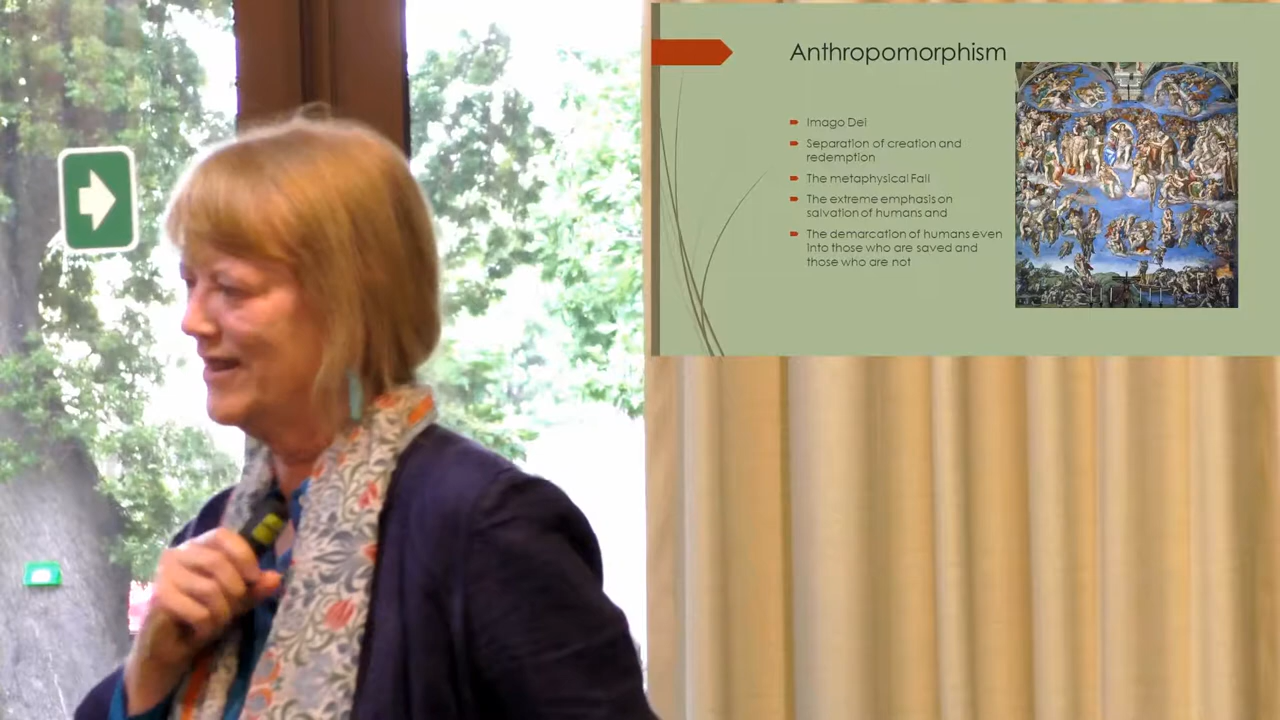 Anthropomorphism
Imago Dei
Separation of creation and
redemption
The metaphysical Fall
The extreme emphasis on
salvation of humans and
The demarcation of humans even
into those who are saved and
those who are not